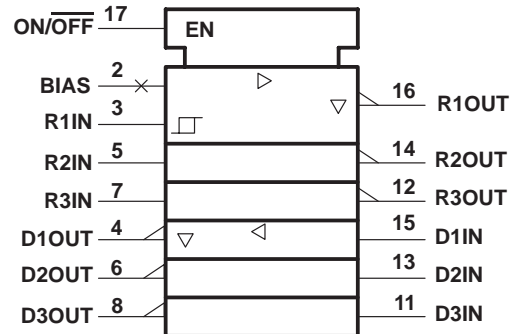 ON/OFF 17 EN
BIAS 2
R1IN 3
16 R1OUT
R2IN 5
14 R2OUT
R3IN 7
12 R3OUT
D1OUT 4
15 D1IN
D2OUT 6
13 D2IN
D3OUT 8
11 D3IN